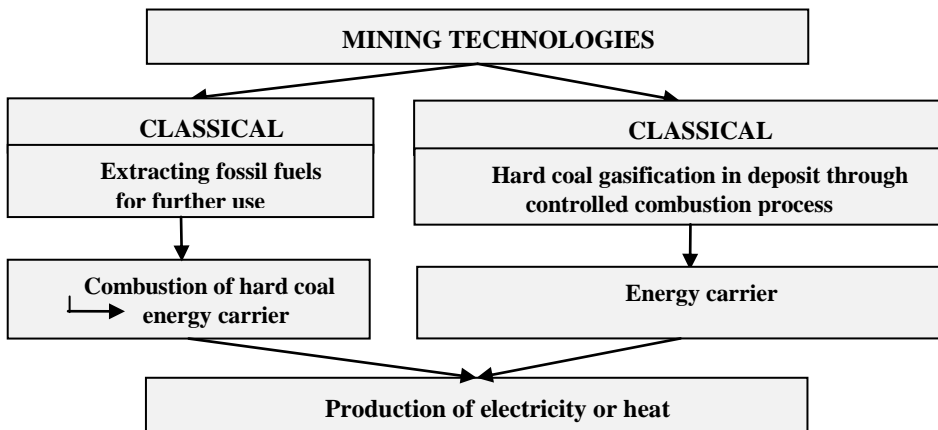 MINING TECHNOLOGIES
CLASSICAL
Extracting fossil fuels
for further use
CLASSICAL
Hard coal gasification in deposit through
controlled combustion process
Combustion of hard coal
energy carrier
Energy carrier
Production of electricity or heat